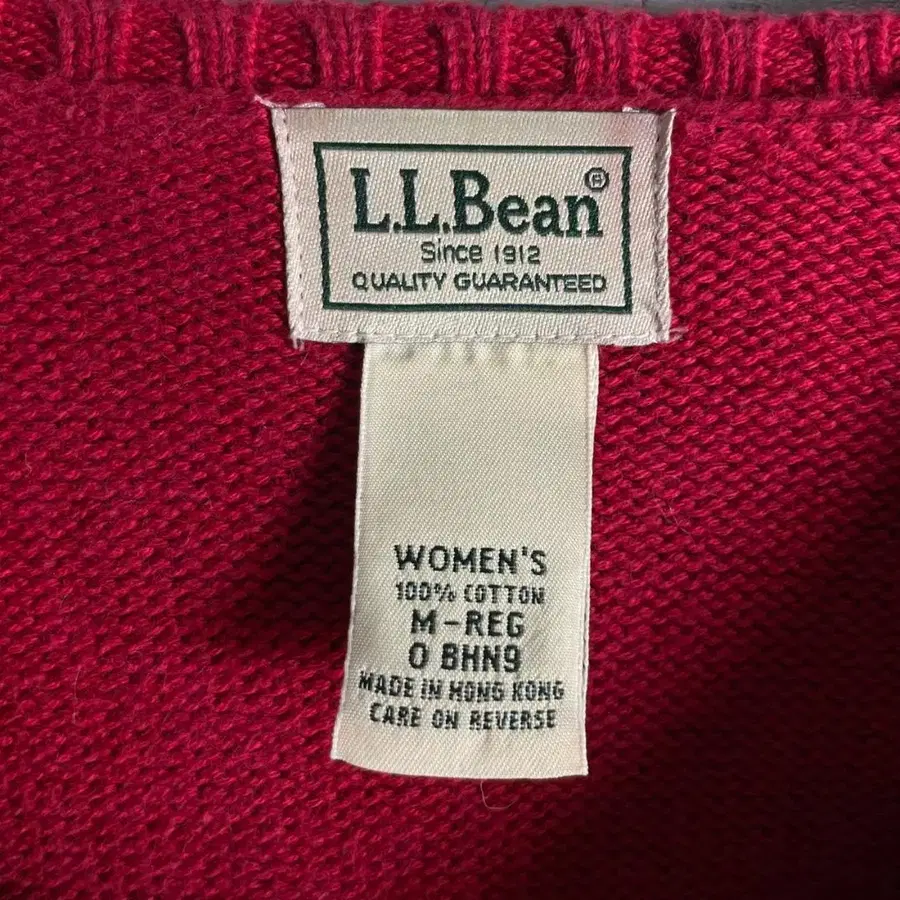 L.L.Bean®
Since 1912
QUALITY GUARANTEED
WOMEN'S
100% COTTON
M-REG
0 BHN9
MADE IN HONG KONG
CARE ON REVERSE